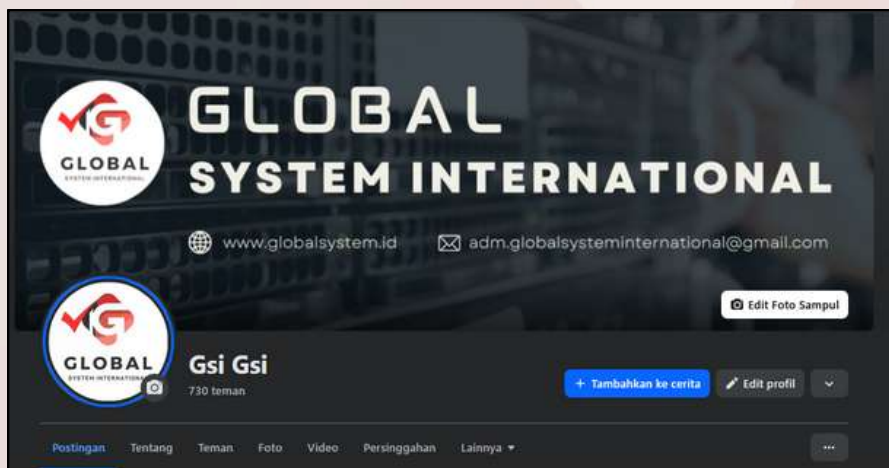 GLOBAL
SYSTEM INTERNATIONAL
GLOBAL
SYSTEM INTERNATIONAL
www.globalsystem.id adm.globalsysteminternational@gmail.com
Edit Foto Sampul
GLOBAL
SYSTEM INTERNATIONAL
Gsi Gsi
730 teman
+ Tambahkan ke cerita Edit profil
Postingan Tentang Teman Foto Video Persinggahan Lainnya ...